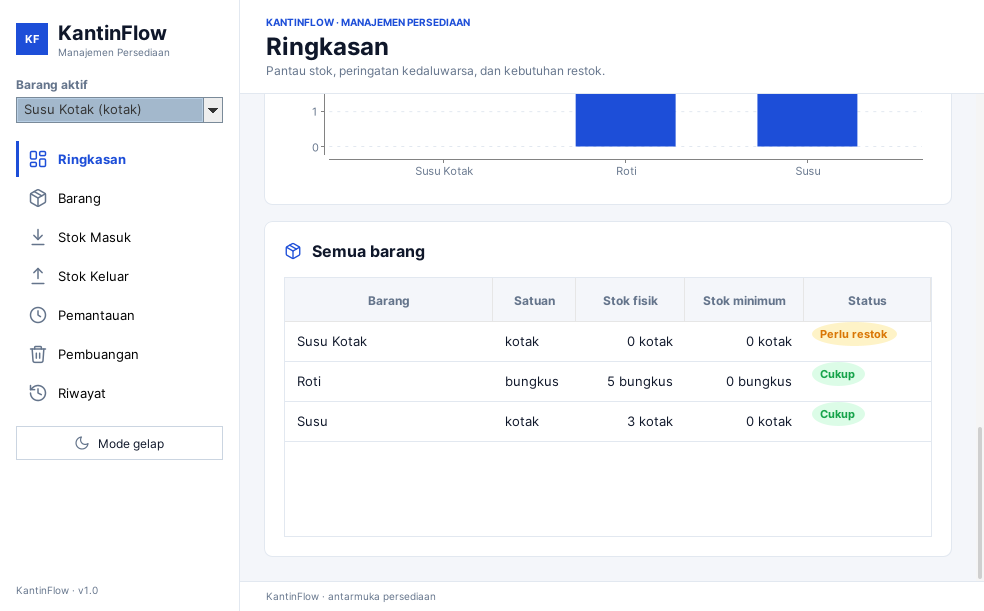 KF
KantinFlow
Manajemen Persediaan
Barang aktif
Susu Kotak (kotak)
Ringkasan
Barang
Stok Masuk
Stok Keluar
Pemantauan
Pembuangan
Riwayat
Mode gelap
KantinFlow · v1.0
KANTINFLOW · MANAJEMEN PERSEDIAAN
Ringkasan
Pantau stok, peringatan kedaluwarsa, dan kebutuhan restok.
1
0
Susu Kotak Roti Susu
Semua barang
Barang Satuan Stok fisik Stok minimum Status
Susu Kotak kotak 0 kotak 0 kotak Perlu restok
Roti bungkus 5 bungkus 0 bungkus Cukup
Susu kotak 3 kotak 0 kotak Cukup
KantinFlow · antarmuka persediaan